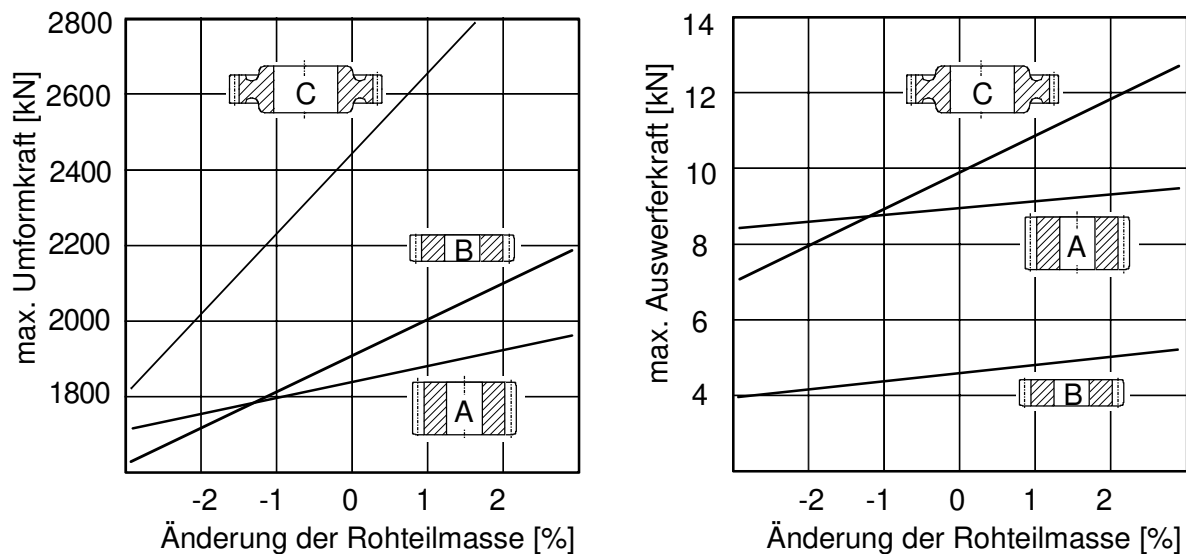 max. Umformkraft [kN]
2800
2600
2400
2200
2000
1800
C
B
A
-2 -1 0 1 2
Änderung der Rohteilmasse [%]
max. Auswerferkraft [kN]
14
12
10
8
6
4
C
A
B
-2 -1 0 1 2
Änderung der Rohteilmasse [%]